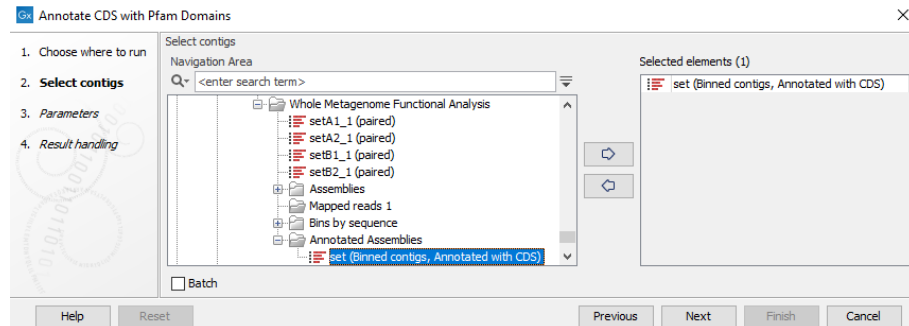 Gx Annotate CDS with Pfam Domains
1. Choose where to run
2. Select contigs
3. Parameters
4. Result handling
Select contigs
Navigation Area
<enter search term>
Whole Metagenome Functional Analysis
setA1_1 (paired)
setA2_1 (paired)
setB1_1 (paired)
setB2_1 (paired)
Assemblies
Mapped reads 1
Bins by sequence
Annotated Assemblies
set (Binned contigs, Annotated with CDS)
Batch
Selected elements (1)
set (Binned contigs, Annotated with CDS)
Help Reset Previous Next Finish Cancel